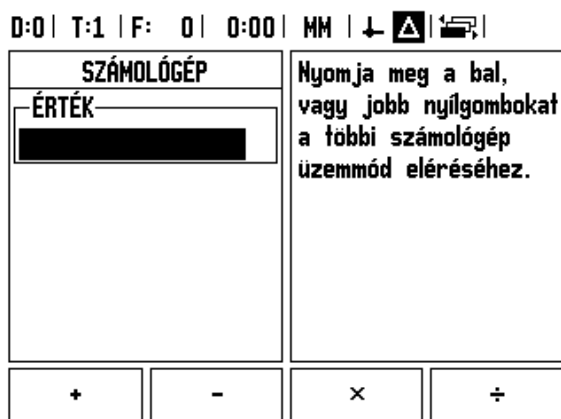 D:0 | T:1 | F: 0 | 0:00 | MM
SZÁMOLÓGÉP
ÉRTÉK
Nyomja meg a bal,
vagy jobb nyílgombokat
a többi számológép
üzemmód eléréséhez.
+ - × ÷